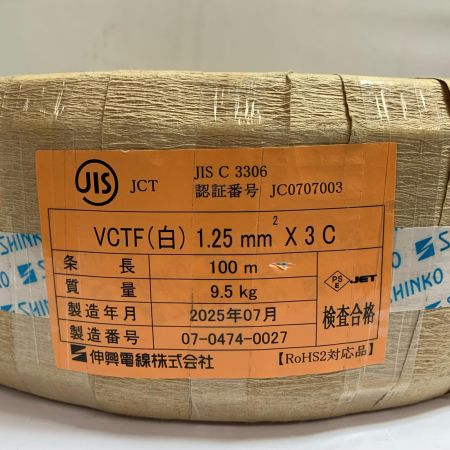 JIS JCT JIS C 3306
認証番号 JC0707003
VCTF(白) 1.25 mm² X 3 C
条長 100 m
質量 9.5 kg
製造年月 2025年07月
製造番号 07-0474-0027
PS E JET
検査合格
伸興電線株式会社 【RoHS2対応品】
SHINKO
SHINKO